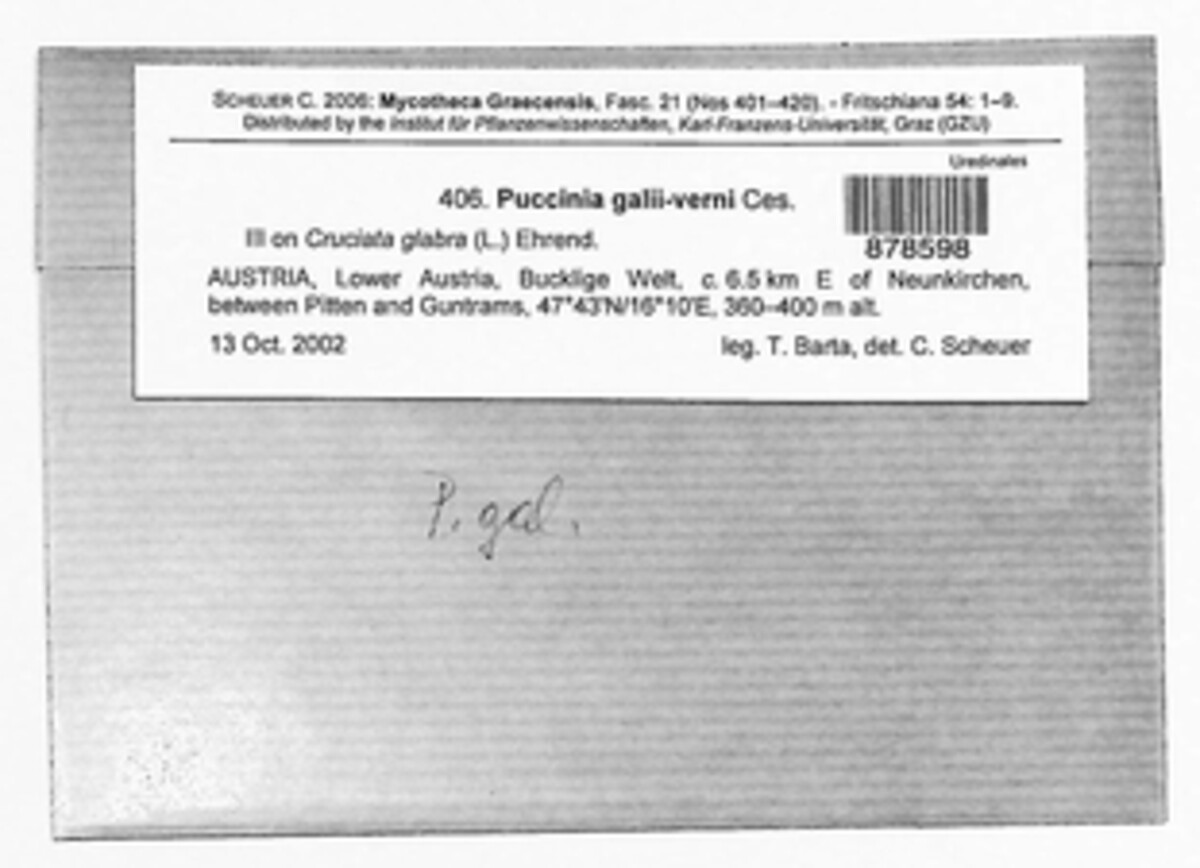 SCHEUER C. 2006: Mycotheca Graecensis, Fasc. 21 (Nos 401–420). - Fritschiana 54: 1–9.
Distributed by the Institut für Pflanzenwissenschaften, Karl-Franzens-Universität, Graz (GZU)
Uredinales
406. Puccinia galii-verni Ces.
878598
III on Cruciata glabra (L.) Ehrend.
AUSTRIA, Lower Austria, Bucklige Welt, c. 6.5 km E of Neunkirchen,
between Pitten and Guntrams, 47°43'N/16°10'E, 360–400 m alt.
13 Oct. 2002 leg. T. Barta, det. C. Scheuer
P. gal.